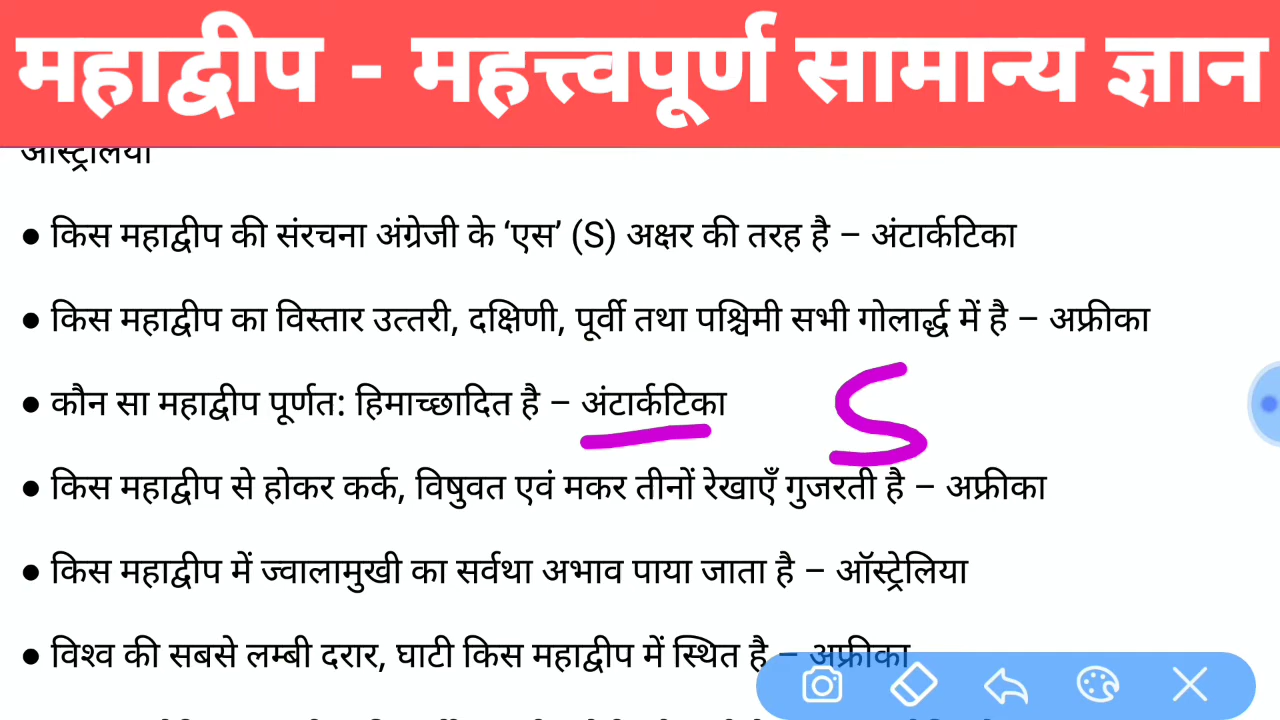 महाद्वीप - महत्त्वपूर्ण सामान्य ज्ञान
ऑस्ट्रेलिया
● किस महाद्वीप की संरचना अंग्रेजी के ‘एस’ (S) अक्षर की तरह है – अंटार्कटिका
● किस महाद्वीप का विस्तार उत्तरी, दक्षिणी, पूर्वी तथा पश्चिमी सभी गोलार्द्ध में है – अफ्रीका
● कौन सा महाद्वीप पूर्णत: हिमाच्छादित है – अंटार्कटिका
S
● किस महाद्वीप से होकर कर्क, विषुवत एवं मकर तीनों रेखाएँ गुजरती है – अफ्रीका
● किस महाद्वीप में ज्वालामुखी का सर्वथा अभाव पाया जाता है – ऑस्ट्रेलिया
● विश्व की सबसे लम्बी दरार, घाटी किस महाद्वीप में स्थित है – अफ्रीका